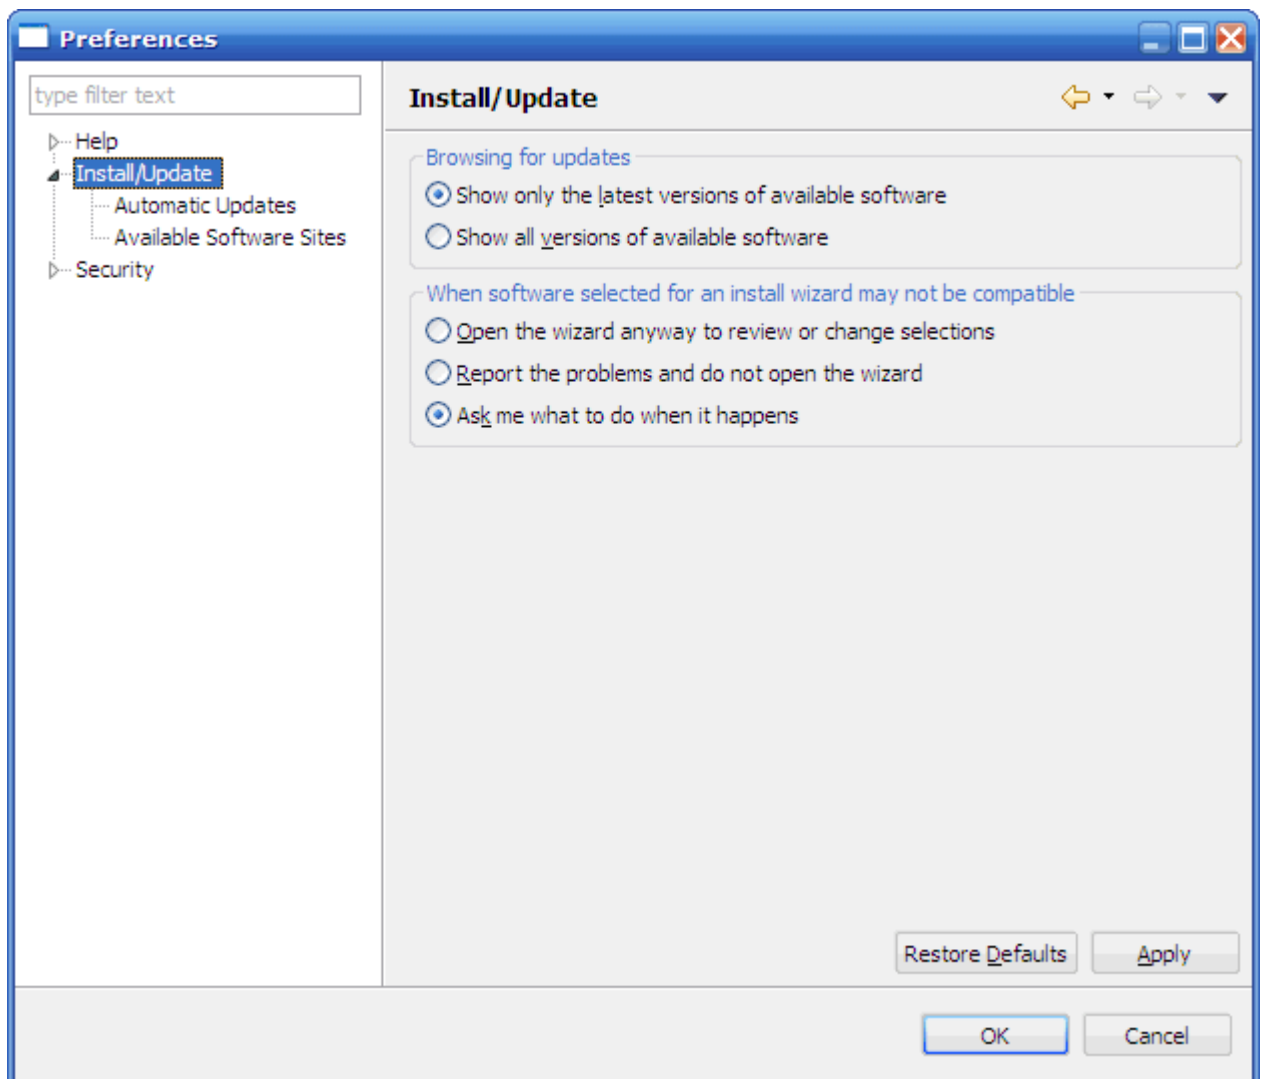 Preferences
type filter text
Help
Install/Update
Automatic Updates
Available Software Sites
Security
Install/Update
Browsing for updates
Show only the latest versions of available software
Show all versions of available software
When software selected for an install wizard may not be compatible
Open the wizard anyway to review or change selections
Report the problems and do not open the wizard
Ask me what to do when it happens
Restore Defaults
Apply
OK
Cancel